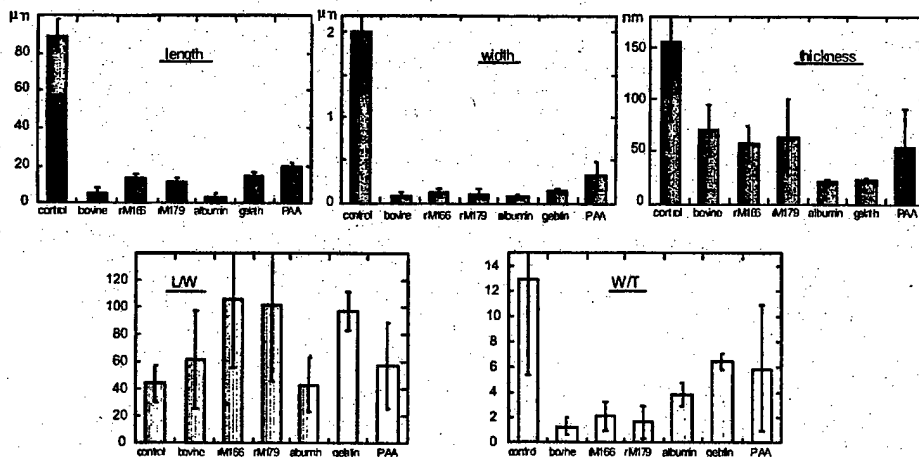 μm
length
80
60
40
20
0
control bovine rM166 rM179 albumin gelatin PAA
μm
width
2
1
0
control bovine rM166 rM179 albumin gelatin PAA
nm
thickness
150
100
50
0
control bovine rM166 rM179 albumin gelatin PAA
L/W
120
100
80
60
40
20
0
control bovine rM166 rM179 albumin gelatin PAA
W/T
14
12
10
8
6
4
2
0
control bovine rM166 rM179 albumin gelatin PAA